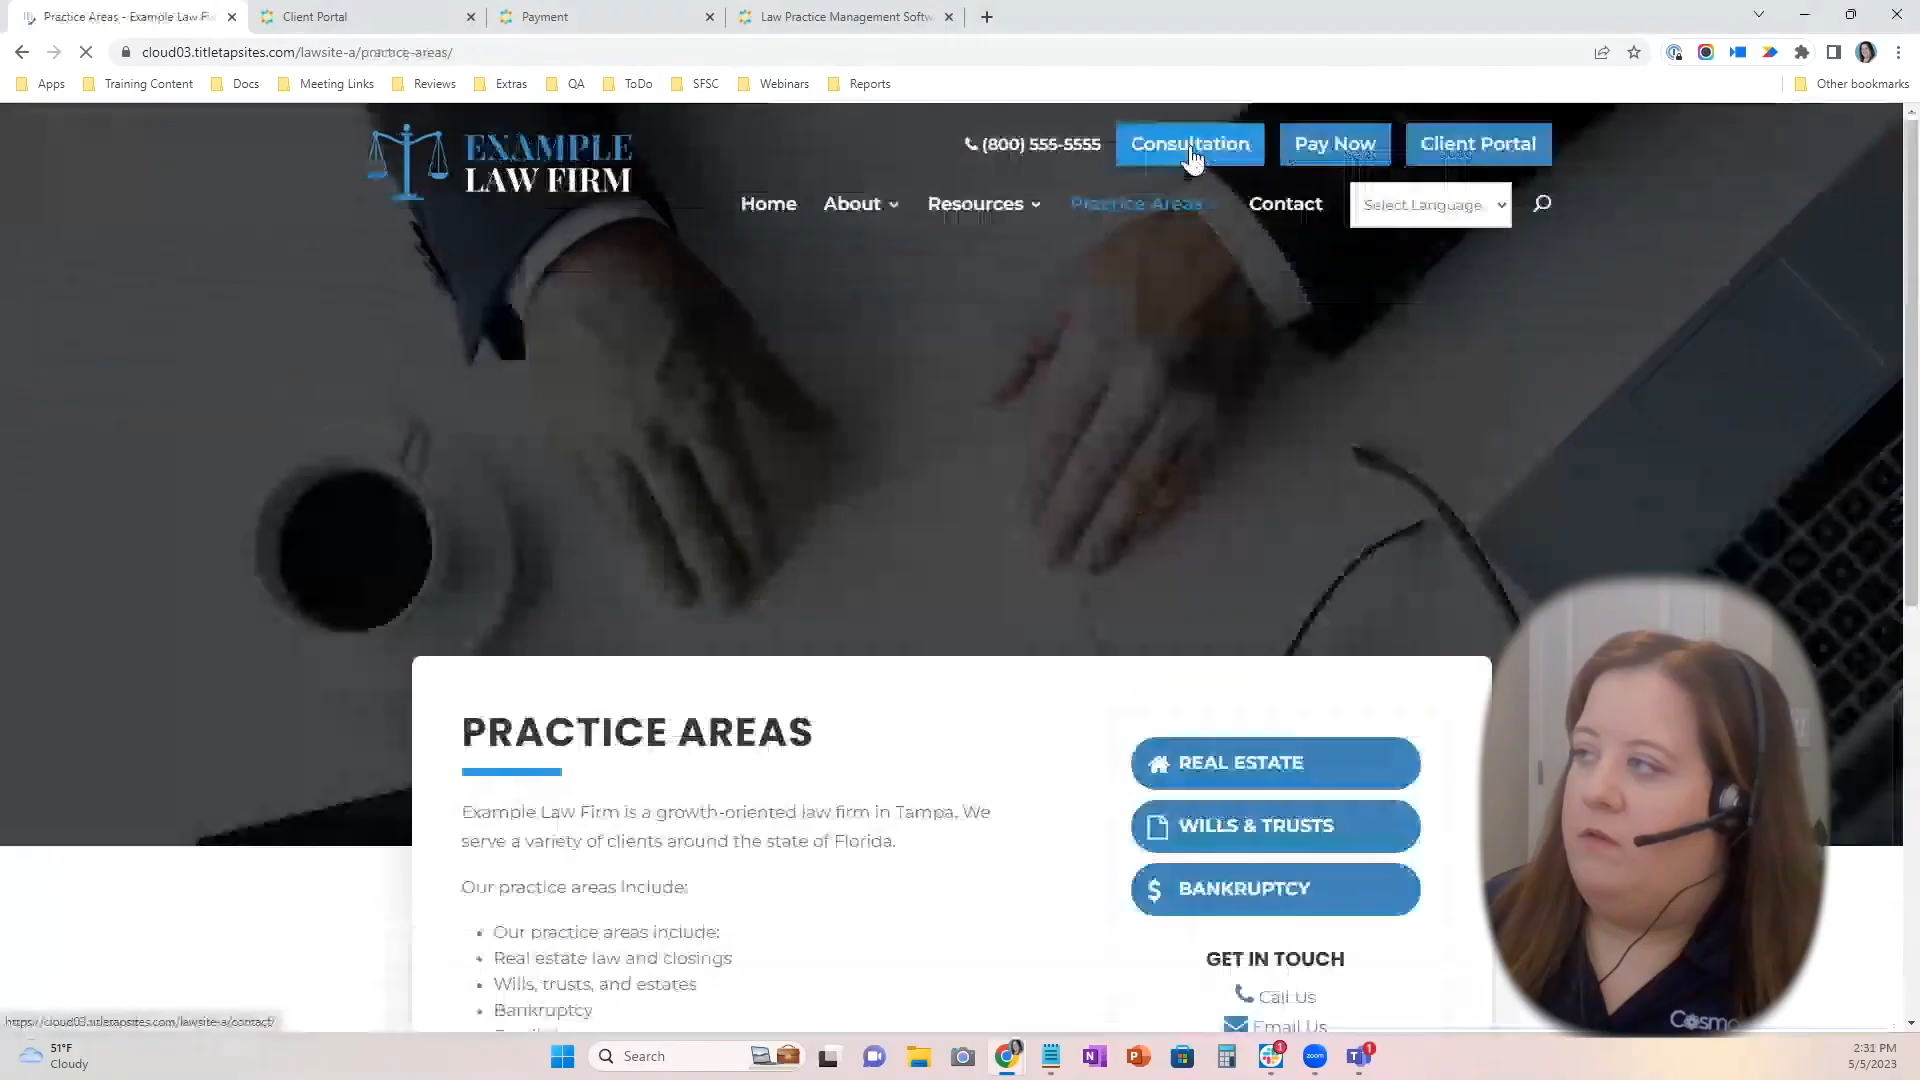 Practice Areas - Example Law Fi
Client Portal
Payment
Law Practice Management Softw
cloud03.titletapsites.com/lawsite-a/practice-areas/
Apps
Training Content
Docs
Meeting Links
Reviews
Extras
QA
ToDo
SFSC
Webinars
Reports
Other bookmarks
EXAMPLE
LAW FIRM
(800) 555-5555
Consultation
Pay Now
Client Portal
Home
About
Resources
Practice Areas
Contact
Select Language
PRACTICE AREAS
Example Law Firm is a growth-oriented law firm in Tampa. We
serve a variety of clients around the state of Florida.
Our practice areas include:
Our practice areas include:
Real estate law and closings
Wills, trusts, and estates
Bankruptcy
REAL ESTATE
WILLS & TRUSTS
BANKRUPTCY
GET IN TOUCH
Call Us
Email Us
https://cloud03.titletapsites.com/lawsite-a/contact/
51°F
Cloudy
Search
zoom
1
1
2:31 PM
5/5/2023